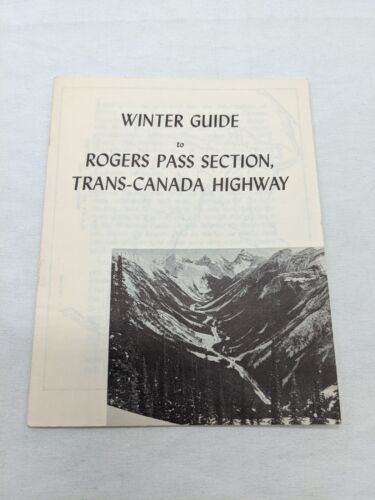 WINTER GUIDE
to
ROGERS PASS SECTION,
TRANS-CANADA HIGHWAY